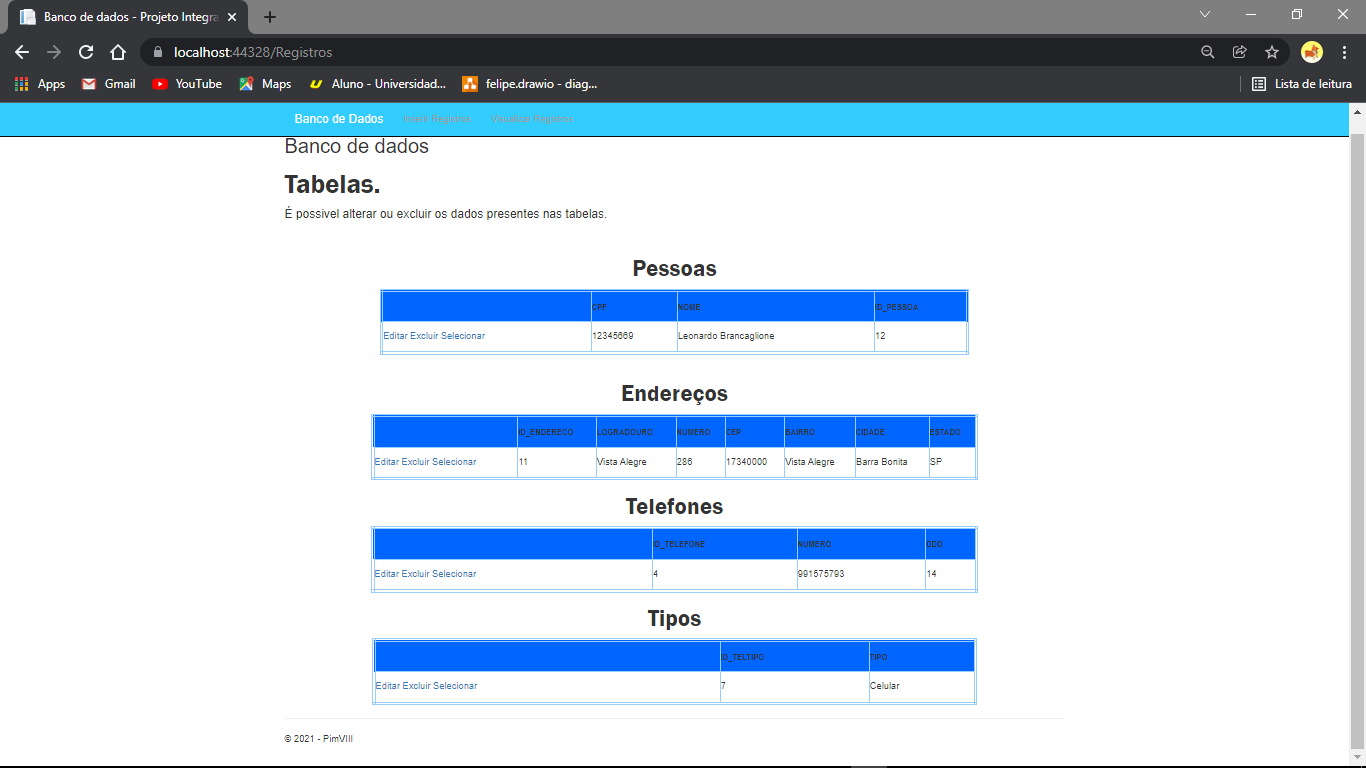 Banco de dados - Projeto Integra
localhost:44328/Registros
Apps Gmail YouTube Maps Aluno - Universidad... felipe.drawio - diag... Lista de leitura
Banco de Dados Inserir Registros Visualizar Registros
Banco de dados
Tabelas.
É possivel alterar ou excluir os dados presentes nas tabelas.
Pessoas
CPF NOME ID_PESSOA
Editar Excluir Selecionar 12345669 Leonardo Brancaglione 12
Endereços
ID_ENDERECO LOGRADOURO NUMERO CEP BAIRRO CIDADE ESTADO
Editar Excluir Selecionar 11 Vista Alegre 286 17340000 Vista Alegre Barra Bonita SP
Telefones
ID_TELEFONE NUMERO DDD
Editar Excluir Selecionar 4 991575793 14
Tipos
ID_TELTIPO TIPO
Editar Excluir Selecionar 7 Celular
© 2021 - PimVIII